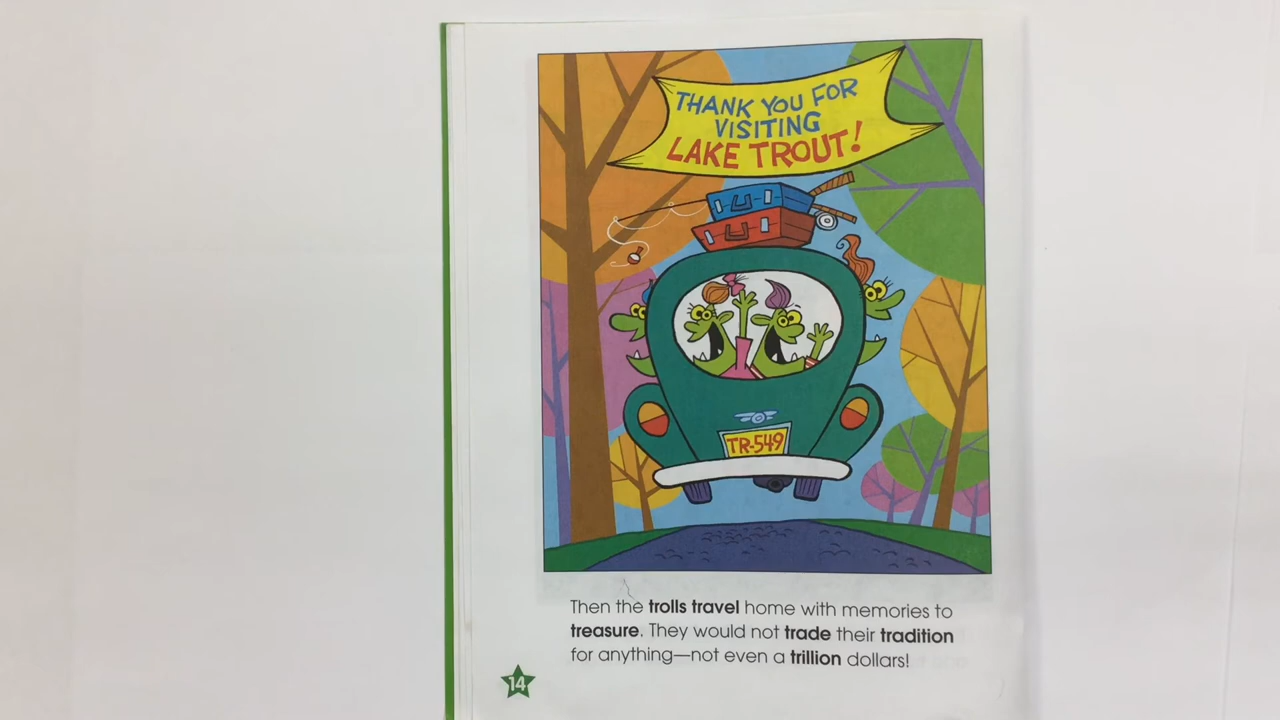 THANK YOU FOR
VISITING
LAKE TROUT!
TR-549
Then the trolls travel home with memories to
treasure. They would not trade their tradition
for anything—not even a trillion dollars!
14